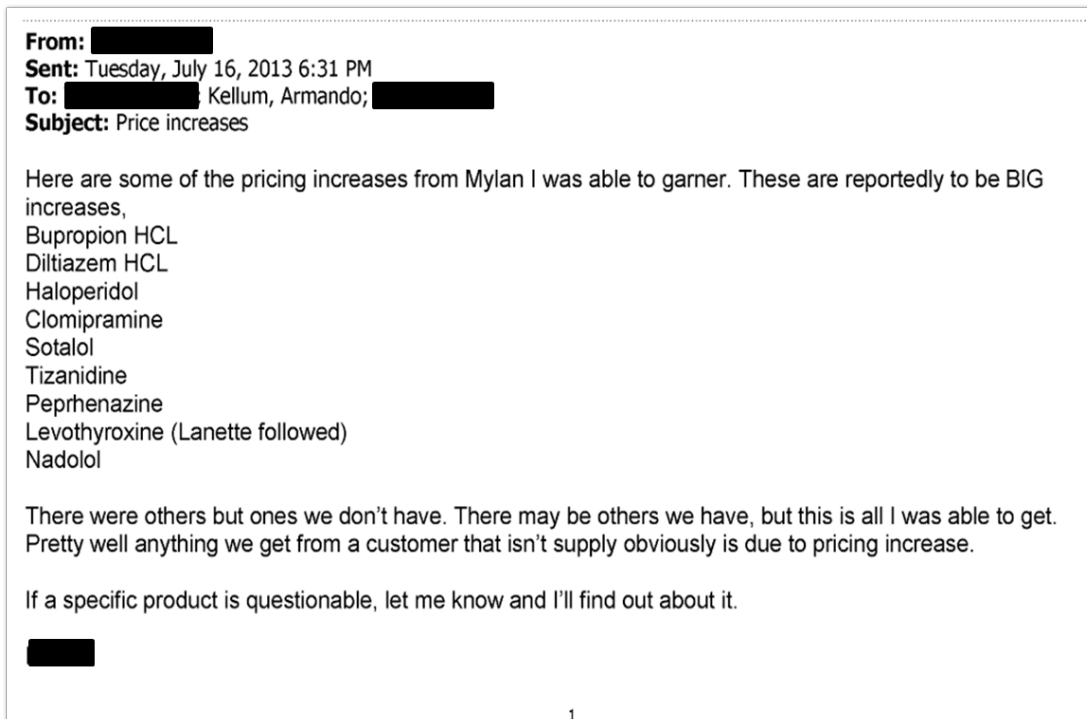 From:
Sent: Tuesday, July 16, 2013 6:31 PM
To: ; Kellum, Armando;
Subject: Price increases
Here are some of the pricing increases from Mylan I was able to garner. These are reportedly to be BIG
increases,
Bupropion HCL
Diltiazem HCL
Haloperidol
Clomipramine
Sotalol
Tizanidine
Peprhenazine
Levothyroxine (Lanette followed)
Nadolol
There were others but ones we don't have. There may be others we have, but this is all I was able to get.
Pretty well anything we get from a customer that isn't supply obviously is due to pricing increase.
If a specific product is questionable, let me know and I'll find out about it.
1